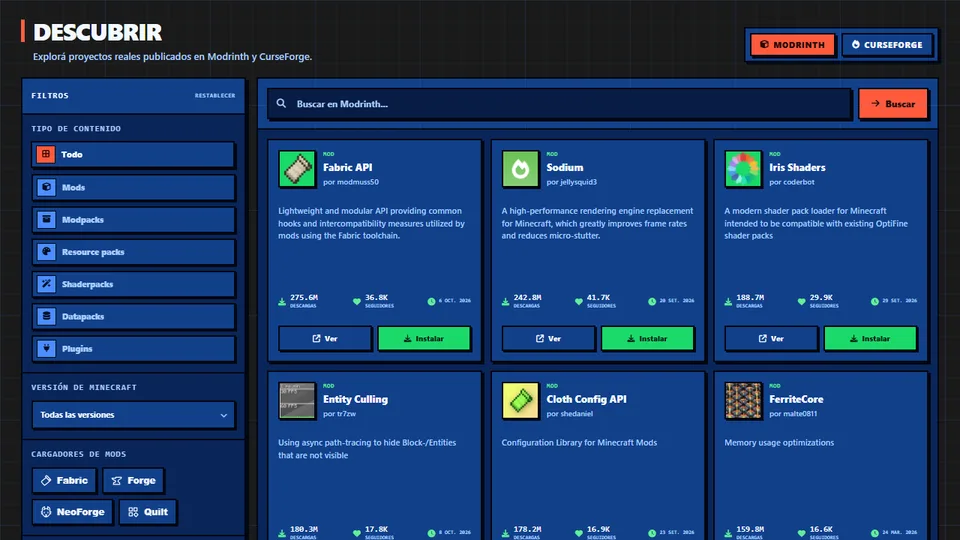 DESCUBRIR
Explorá proyectos reales publicados en Modrinth y CurseForge.
MODRINTH
CURSEFORGE
FILTROS
RESTABLECER
TIPO DE CONTENIDO
Todo
Mods
Modpacks
Resource packs
Shaderpacks
Datapacks
Plugins
VERSIÓN DE MINECRAFT
Todas las versiones
CARGADORES DE MODS
Fabric
Forge
NeoForge
Quilt
Buscar en Modrinth...
Buscar
MOD
Fabric API
por modmuss50
Lightweight and modular API providing common
hooks and intercompatibility measures utilized by
mods using the Fabric toolchain.
275.6M
DESCARGAS
36.8K
SEGUIDORES
6 OCT. 2026
Ver
Instalar
MOD
Sodium
por jellysquid3
A high-performance rendering engine replacement
for Minecraft, which greatly improves frame rates
and reduces micro-stutter.
242.8M
DESCARGAS
41.7K
SEGUIDORES
20 SET. 2026
Ver
Instalar
MOD
Iris Shaders
por coderbot
A modern shader pack loader for Minecraft
intended to be compatible with existing OptiFine
shader packs
188.7M
DESCARGAS
29.9K
SEGUIDORES
29 SET. 2026
Ver
Instalar
MOD
Entity Culling
por tr7zw
Using async path-tracing to hide Block-/Entities
that are not visible
180.3M
DESCARGAS
17.8K
SEGUIDORES
MOD
Cloth Config API
por shedaniel
Configuration Library for Minecraft Mods
178.2M
DESCARGAS
16.9K
SEGUIDORES
23 SET. 2026
MOD
FerriteCore
por malte0811
Memory usage optimizations
159.8M
DESCARGAS
16.6K
SEGUIDORES
24 MAR. 2026